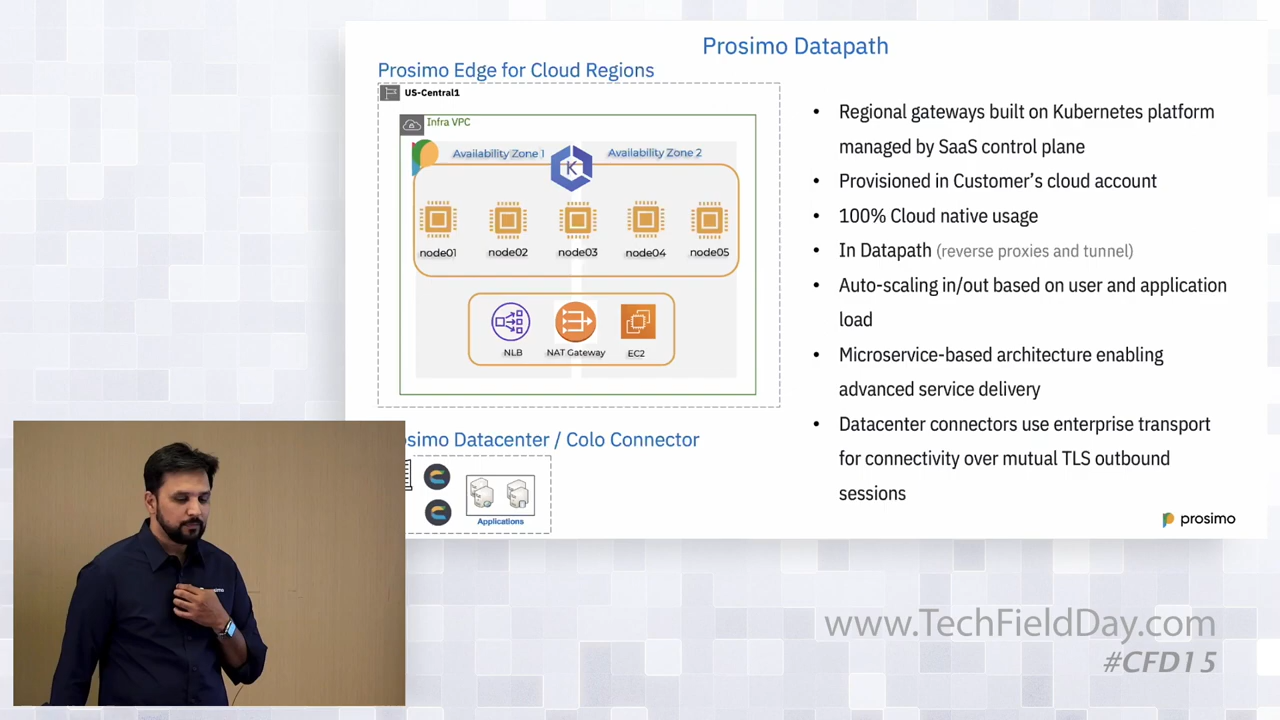 Prosimo Datapath
Prosimo Edge for Cloud Regions
US-Central1
Infra VPC
Availability Zone 1
Availability Zone 2
K
node01
node02
node03
node04
node05
NLB
NAT Gateway
EC2
simo Datacenter / Colo Connector
Applications
• Regional gateways built on Kubernetes platform
managed by SaaS control plane
• Provisioned in Customer's cloud account
• 100% Cloud native usage
• In Datapath (reverse proxies and tunnel)
• Auto-scaling in/out based on user and application
load
• Microservice-based architecture enabling
advanced service delivery
• Datacenter connectors use enterprise transport
for connectivity over mutual TLS outbound
sessions
prosimo
www.TechFieldDay.com
#CFD15